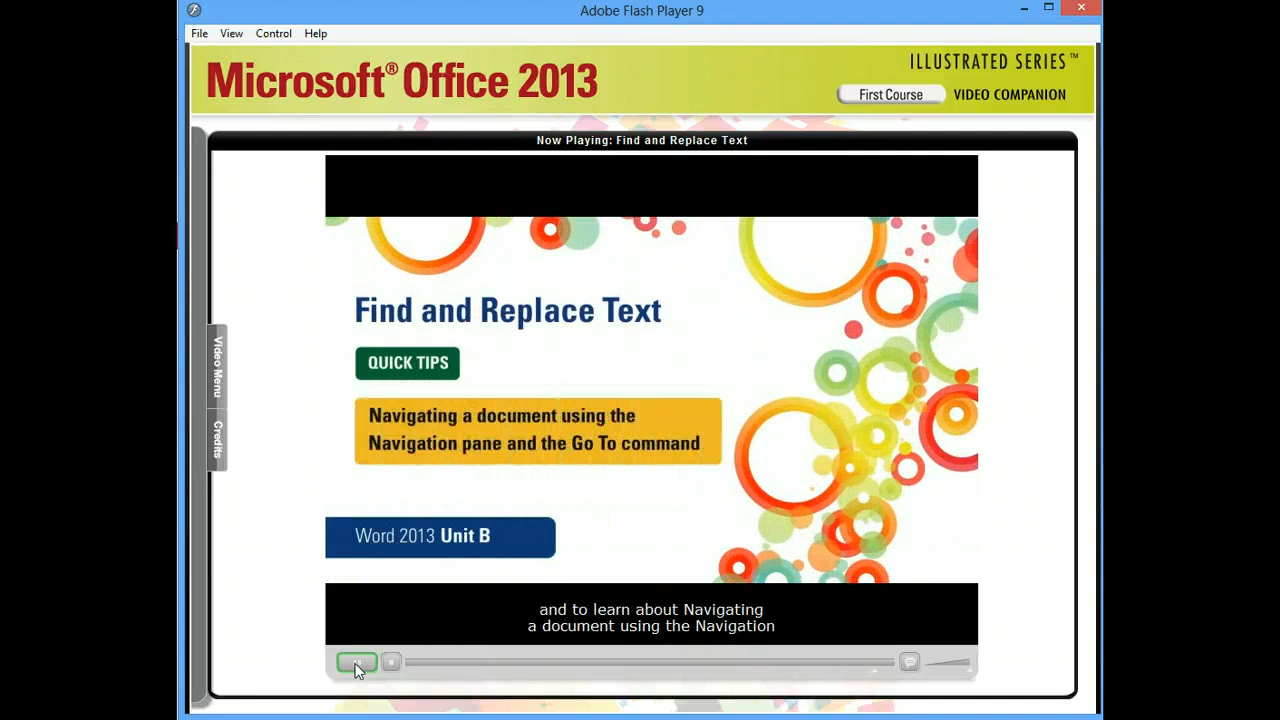 Adobe Flash Player 9
File View Control Help
Microsoft® Office 2013
ILLUSTRATED SERIES™
First Course VIDEO COMPANION
Now Playing: Find and Replace Text
Find and Replace Text
QUICK TIPS
Navigating a document using the
Navigation pane and the Go To command
Video Menu
Credits
Word 2013 Unit B
and to learn about Navigating
a document using the Navigation